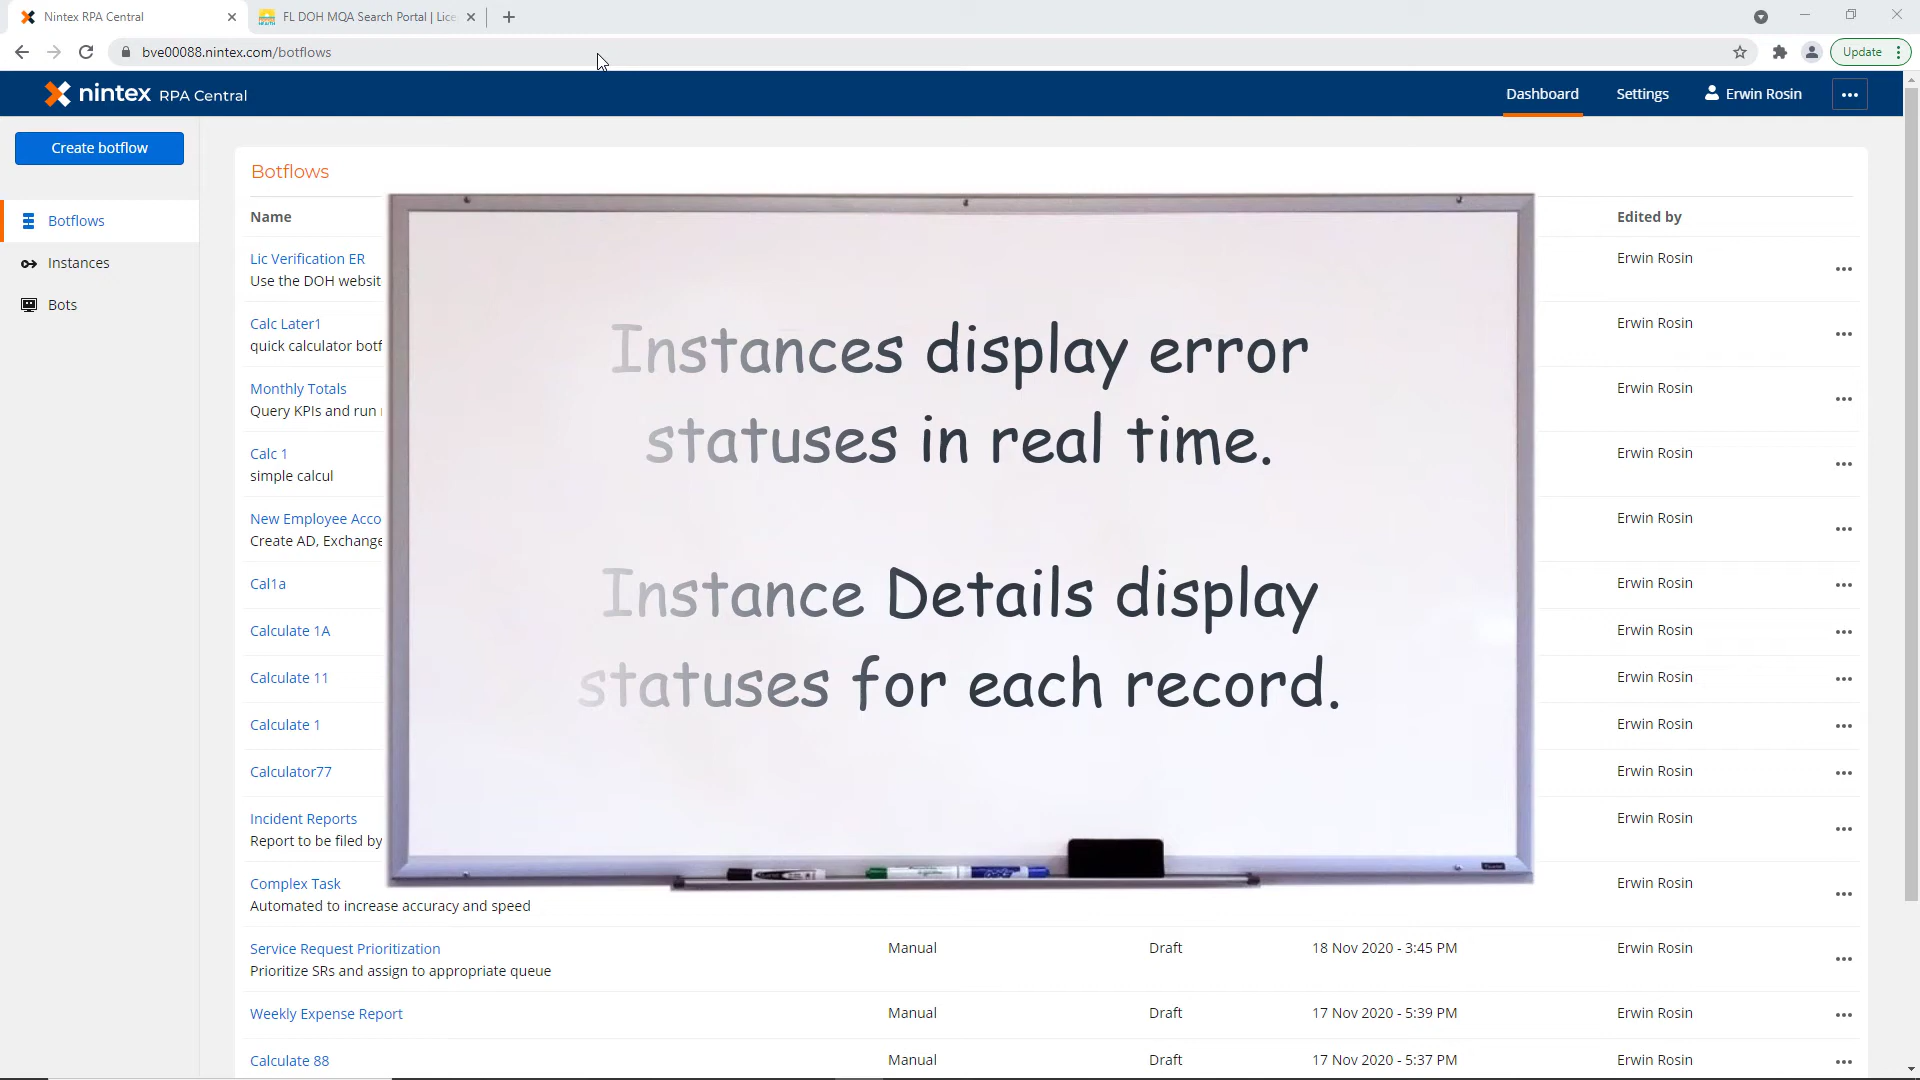 Nintex RPA Central
FL DOH MQA Search Portal | Lice
bve00088.nintex.com/botflows
Update
nintex RPA Central
Dashboard
Settings
Erwin Rosin
Create botflow
Botflows
Instances
Bots
Botflows
Name
Edited by
Lic Verification ER
Use the DOH websit
Erwin Rosin
Calc Later1
quick calculator botf
Erwin Rosin
Monthly Totals
Query KPIs and run
Erwin Rosin
Calc 1
simple calcul
Erwin Rosin
New Employee Acco
Create AD, Exchange
Erwin Rosin
Cal1a
Erwin Rosin
Calculate 1A
Erwin Rosin
Calculate 11
Erwin Rosin
Calculate 1
Erwin Rosin
Calculator77
Erwin Rosin
Incident Reports
Report to be filed by
Erwin Rosin
Complex Task
Automated to increase accuracy and speed
Erwin Rosin
Service Request Prioritization
Prioritize SRs and assign to appropriate queue
Manual
Draft
18 Nov 2020 - 3:45 PM
Erwin Rosin
Weekly Expense Report
Manual
Draft
17 Nov 2020 - 5:39 PM
Erwin Rosin
Calculate 88
Manual
Draft
17 Nov 2020 - 5:37 PM
Erwin Rosin
Instances display error
statuses in real time.
Instance Details display
statuses for each record.